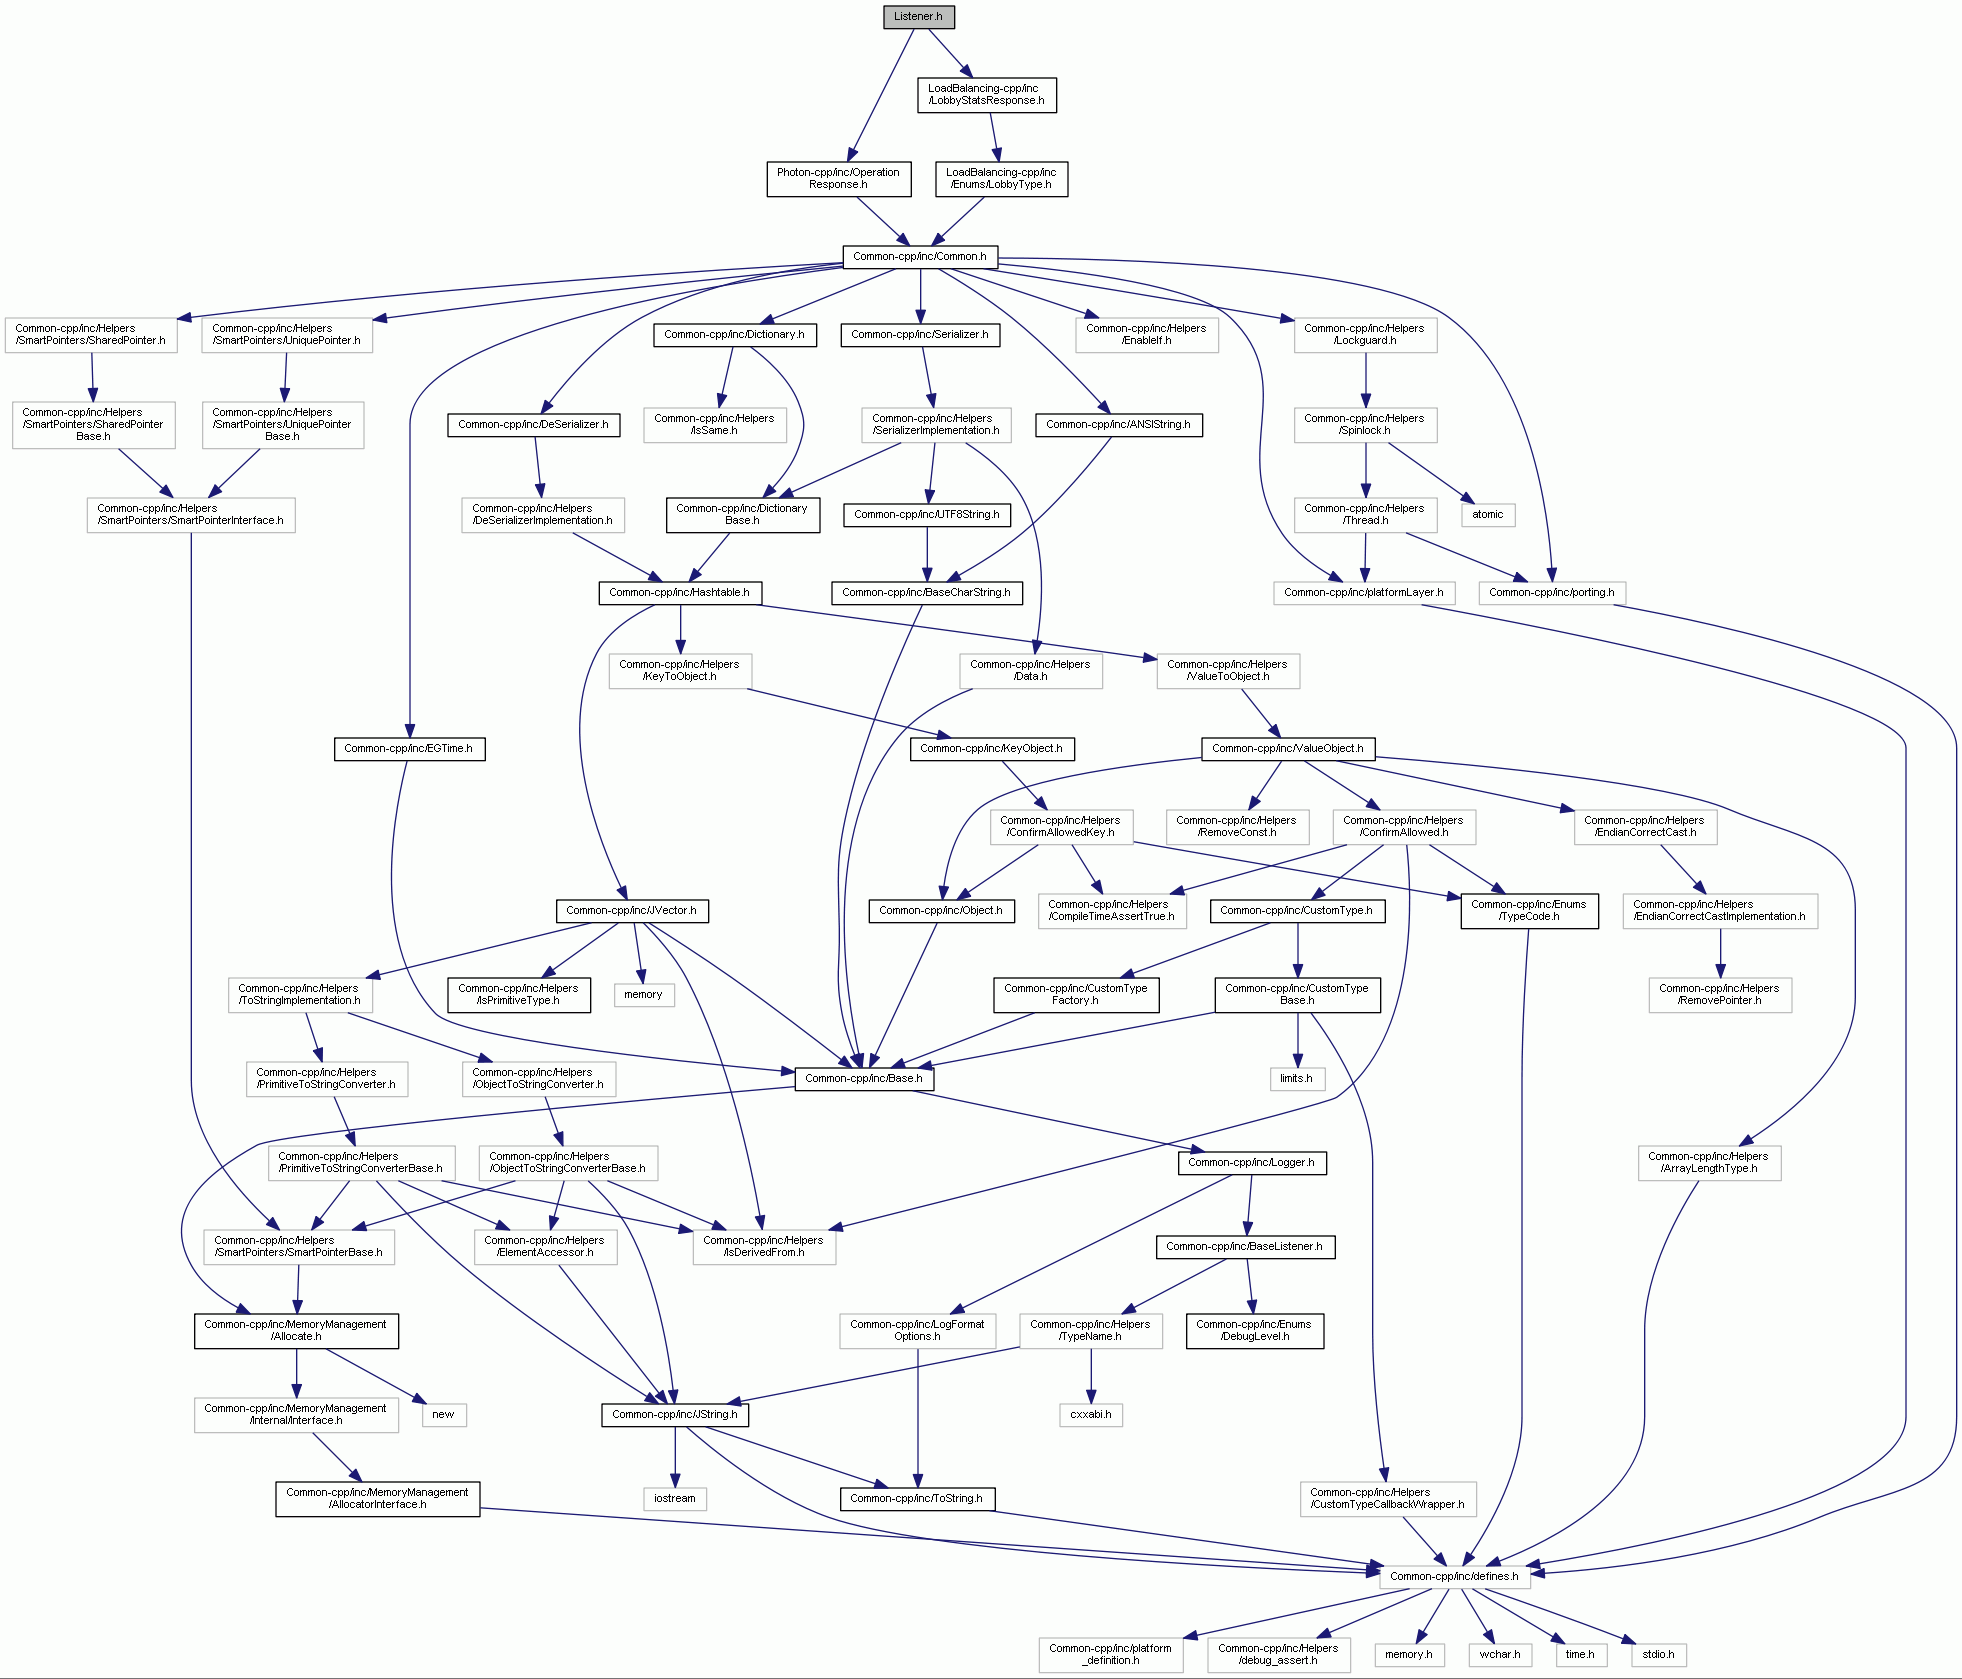 Listener.h
LoadBalancing-cpp/inc
/LobbyStatsResponse.h
Photon-cpp/inc/Operation
Response.h
LoadBalancing-cpp/inc
/Enums/LobbyType.h
Common-cpp/inc/Common.h
Common-cpp/inc/Helpers
/SmartPointers/SharedPointer.h
Common-cpp/inc/Helpers
/SmartPointers/UniquePointer.h
Common-cpp/inc/Dictionary.h
Common-cpp/inc/Serializer.h
Common-cpp/inc/Helpers
/EnableIf.h
Common-cpp/inc/Helpers
/Lockguard.h
Common-cpp/inc/Helpers
/SmartPointers/SharedPointer
Base.h
Common-cpp/inc/Helpers
/SmartPointers/UniquePointer
Base.h
Common-cpp/inc/DeSerializer.h
Common-cpp/inc/Helpers
/IsSame.h
Common-cpp/inc/Helpers
/SerializerImplementation.h
Common-cpp/inc/ANSIString.h
Common-cpp/inc/Helpers
/Spinlock.h
Common-cpp/inc/Helpers
/SmartPointers/SmartPointerInterface.h
Common-cpp/inc/Helpers
/DeSerializerImplementation.h
Common-cpp/inc/Dictionary
Base.h
Common-cpp/inc/UTF8String.h
Common-cpp/inc/Helpers
/Thread.h
atomic
Common-cpp/inc/Hashtable.h
Common-cpp/inc/BaseCharString.h
Common-cpp/inc/platformLayer.h
Common-cpp/inc/porting.h
Common-cpp/inc/Helpers
/KeyToObject.h
Common-cpp/inc/Helpers
/Data.h
Common-cpp/inc/Helpers
/ValueToObject.h
Common-cpp/inc/EGTime.h
Common-cpp/inc/KeyObject.h
Common-cpp/inc/ValueObject.h
Common-cpp/inc/Helpers
/ConfirmAllowedKey.h
Common-cpp/inc/Helpers
/RemoveConst.h
Common-cpp/inc/Helpers
/ConfirmAllowed.h
Common-cpp/inc/Helpers
/EndianCorrectCast.h
Common-cpp/inc/JVector.h
Common-cpp/inc/Object.h
Common-cpp/inc/Helpers
/CompileTimeAssertTrue.h
Common-cpp/inc/CustomType.h
Common-cpp/inc/Enums
/TypeCode.h
Common-cpp/inc/Helpers
/EndianCorrectCastImplementation.h
Common-cpp/inc/Helpers
/ToStringImplementation.h
Common-cpp/inc/Helpers
/IsPrimitiveType.h
memory
Common-cpp/inc/CustomType
Factory.h
Common-cpp/inc/CustomType
Base.h
Common-cpp/inc/Helpers
/RemovePointer.h
Common-cpp/inc/Helpers
/PrimitiveToStringConverter.h
Common-cpp/inc/Helpers
/ObjectToStringConverter.h
Common-cpp/inc/Base.h
limits.h
Common-cpp/inc/Helpers
/PrimitiveToStringConverterBase.h
Common-cpp/inc/Helpers
/ObjectToStringConverterBase.h
Common-cpp/inc/Logger.h
Common-cpp/inc/Helpers
/ArrayLengthType.h
Common-cpp/inc/Helpers
/SmartPointers/SmartPointerBase.h
Common-cpp/inc/Helpers
/ElementAccessor.h
Common-cpp/inc/Helpers
/IsDerivedFrom.h
Common-cpp/inc/BaseListener.h
Common-cpp/inc/MemoryManagement
/Allocate.h
Common-cpp/inc/LogFormat
Options.h
Common-cpp/inc/Helpers
/TypeName.h
Common-cpp/inc/Enums
/DebugLevel.h
Common-cpp/inc/MemoryManagement
/Internal/Interface.h
new
Common-cpp/inc/JString.h
cxxabi.h
Common-cpp/inc/MemoryManagement
/AllocatorInterface.h
iostream
Common-cpp/inc/ToString.h
Common-cpp/inc/Helpers
/CustomTypeCallbackWrapper.h
Common-cpp/inc/defines.h
Common-cpp/inc/platform
_definition.h
Common-cpp/inc/Helpers
/debug_assert.h
memory.h
wchar.h
time.h
stdio.h